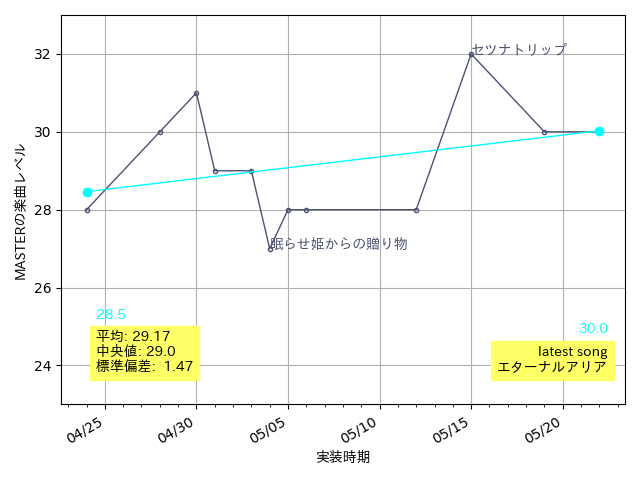 32
30
28
26
24
MASTERの楽曲レベル
セツナトリップ
眠らせ姫からの贈り物
28.5
平均: 29.17
中央値: 29.0
標準偏差: 1.47
30.0
latest song
エターナルアリア
04/25
04/30
05/05
05/10
05/15
05/20
実装時期